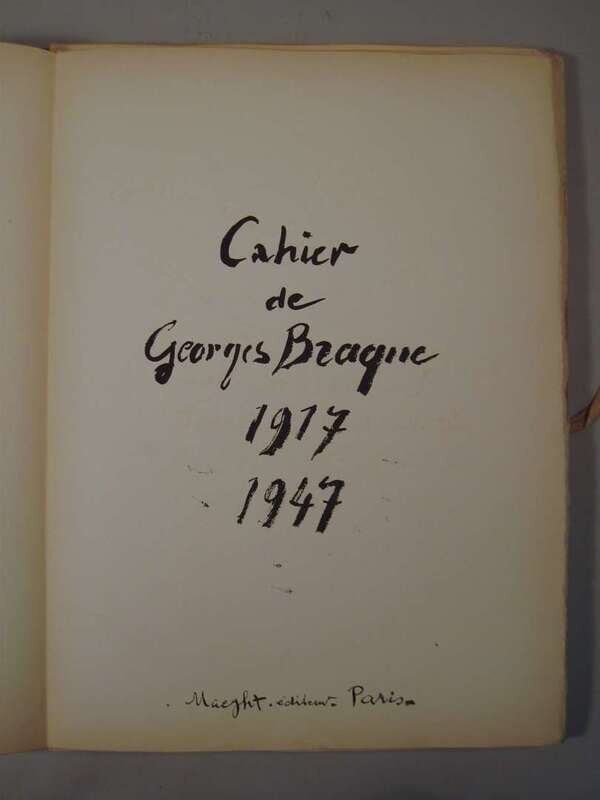 Cahier
de
Georges Braque
1917
1947
Maeght. éditeur. Paris